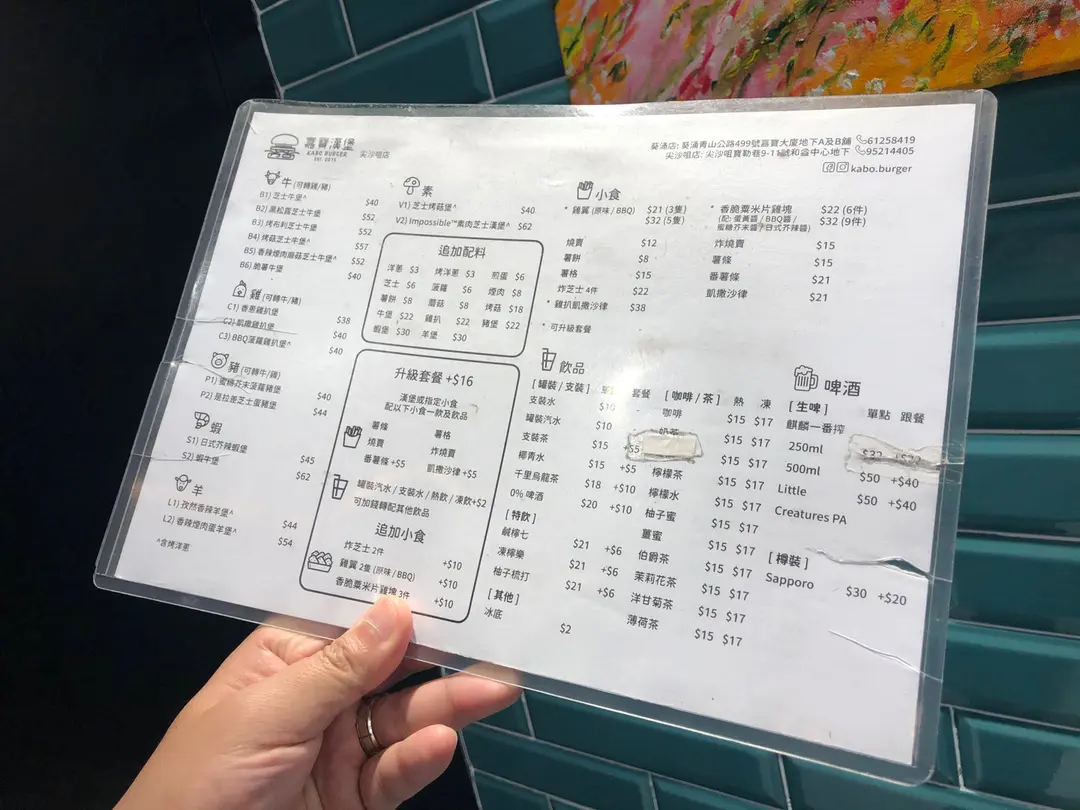 嘉寶漢堡
KABO BURGER
EST. 2015
尖沙咀店
葵涌店: 葵涌青山公路499號嘉寶大廈地下A及B舖 61258419
尖沙咀店: 尖沙咀寶勒巷9-11號和金中心地下 95214405
kabo.burger
牛 (可轉雞/豬)
B1) 芝士牛堡^ $40
B2) 黑松露芝士牛堡 $52
B3) 烤布利芝士牛堡 $52
B4) 烤菇芝士牛堡^ $57
B5) 香辣煙肉蘑菇芝士牛堡^ $52
B6) 脆薯牛堡 $40
雞 (可轉牛/豬)
C1) 香蔥雞扒堡 $38
C2) 凱撒雞扒堡 $40
C3) BBQ菠蘿雞扒堡^ $40
豬 (可轉牛/雞)
P1) 蜜糖芥末菠蘿豬堡 $40
P2) 是拉差芝士蛋豬堡 $44
蝦
S1) 日式芥辣蝦堡 $45
S2) 蝦牛堡 $62
羊
L1) 孜然香辣羊堡^ $44
L2) 香辣煙肉蛋羊堡^ $54
^含烤洋蔥
素
V1) 芝士烤菇堡^ $40
V2) Impossible™素肉芝士漢堡^ $62
追加配料
洋蔥 $3 烤洋蔥 $3 煎蛋 $6
芝士 $6 菠蘿 $6 煙肉 $8
薯餅 $8 蘑菇 $8 烤菇 $18
牛堡 $22 雞扒 $22 豬堡 $22
蝦堡 $30 羊堡 $30
升級套餐 +$16
漢堡或指定小食
配以下小食一款及飲品
薯條 薯格
燒賣 炸燒賣
番薯條 +$5 凱撒沙律 +$5
罐裝汽水 / 支裝水 / 熱飲 / 凍飲+$2
可加錢轉配其他飲品
追加小食
炸芝士 2件 +$10
雞翼 2隻 (原味 / BBQ) +$10
香脆粟米片雞塊 3件 +$10
小食
* 雞翼 (原味 / BBQ) $21 (3隻)
$32 (5隻)
燒賣 $12
薯餅 $8
薯格 $15
炸芝士 4件 $22
* 雞扒凱撒沙律 $38
* 可升級套餐
* 香脆粟米片雞塊 $22 (6件)
(配: 蛋黃醬 / BBQ醬 / $32 (9件)
蜜糖芥末醬 / 日式芥辣醬)
炸燒賣 $15
薯條 $15
番薯條 $21
凱撒沙律 $21
飲品
[ 罐裝 / 支裝 ] 套餐
支裝水 $10
罐裝汽水 $10
支裝茶 $15 +$5
椰青水 $15 +$5
千里烏龍茶 $18 +$10
0% 啤酒 $20 +$10
[ 特飲 ]
鹹檸七 $21 +$6
凍檸樂 $21 +$6
柚子梳打 $21 +$6
[ 其他 ]
冰底 $2
[ 咖啡 / 茶 ] 熱 凍
咖啡 $15 $17
奶茶 $15 $17
檸檬茶 $15 $17
檸檬水 $15 $17
柚子蜜 $15 $17
薑蜜 $15 $17
伯爵茶 $15 $17
茉莉花茶 $15 $17
洋甘菊茶 $15 $17
薄荷茶 $15 $17
啤酒
[ 生啤 ] 單點 跟餐
麒麟一番搾
250ml
500ml $50 +$40
Little $50 +$40
Creatures PA
[ 樽裝 ]
Sapporo $30 +$20